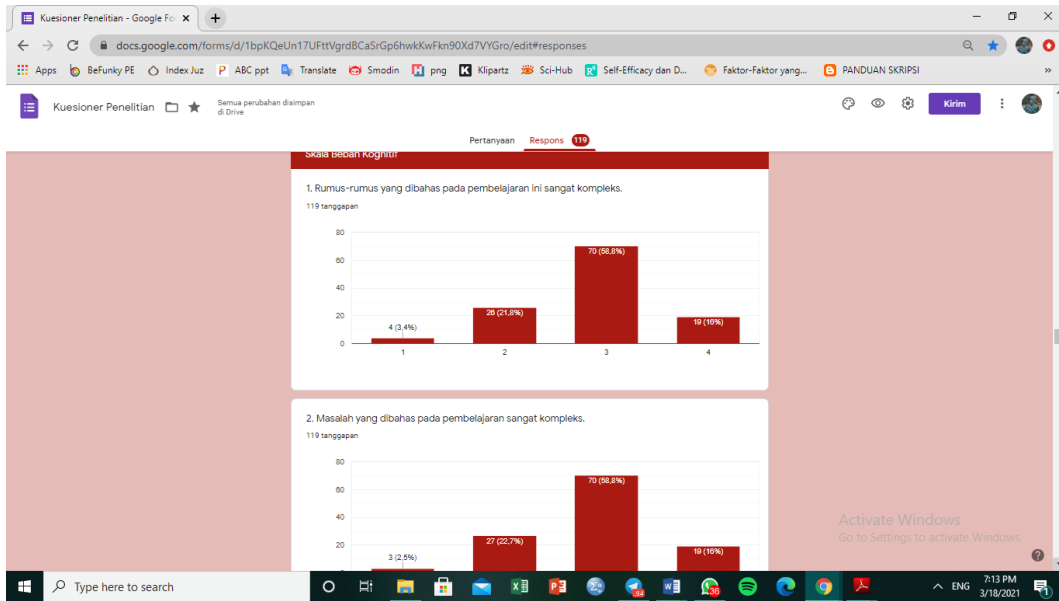 Kuesioner Penelitian - Google Fo
docs.google.com/forms/d/1bpKQeUn17UFttVgrdBCaSrGp6hwkKwFkn90Xd7VYGro/edit#responses
Apps BeFunky PE Index Juz ABC ppt Translate Smodin png Klipartz Sci-Hub Self-Efficacy dan D... Faktor-Faktor yang... PANDUAN SKRIPSI »
Kuesioner Penelitian
Semua perubahan disimpan
di Drive
Kirim
Pertanyaan Respons 119
Skala Beban Kognitif
1. Rumus-rumus yang dibahas pada pembelajaran ini sangat kompleks.
119 tanggapan
80
60
40
20
0
4 (3,4%)
26 (21,8%)
70 (58,8%)
19 (16%)
1 2 3 4
2. Masalah yang dibahas pada pembelajaran sangat kompleks.
119 tanggapan
80
60
40
20
3 (2,5%)
27 (22,7%)
70 (58,8%)
19 (16%)
Activate Windows
Go to Settings to activate Windows.
Type here to search
ENG
7:13 PM
3/18/2021